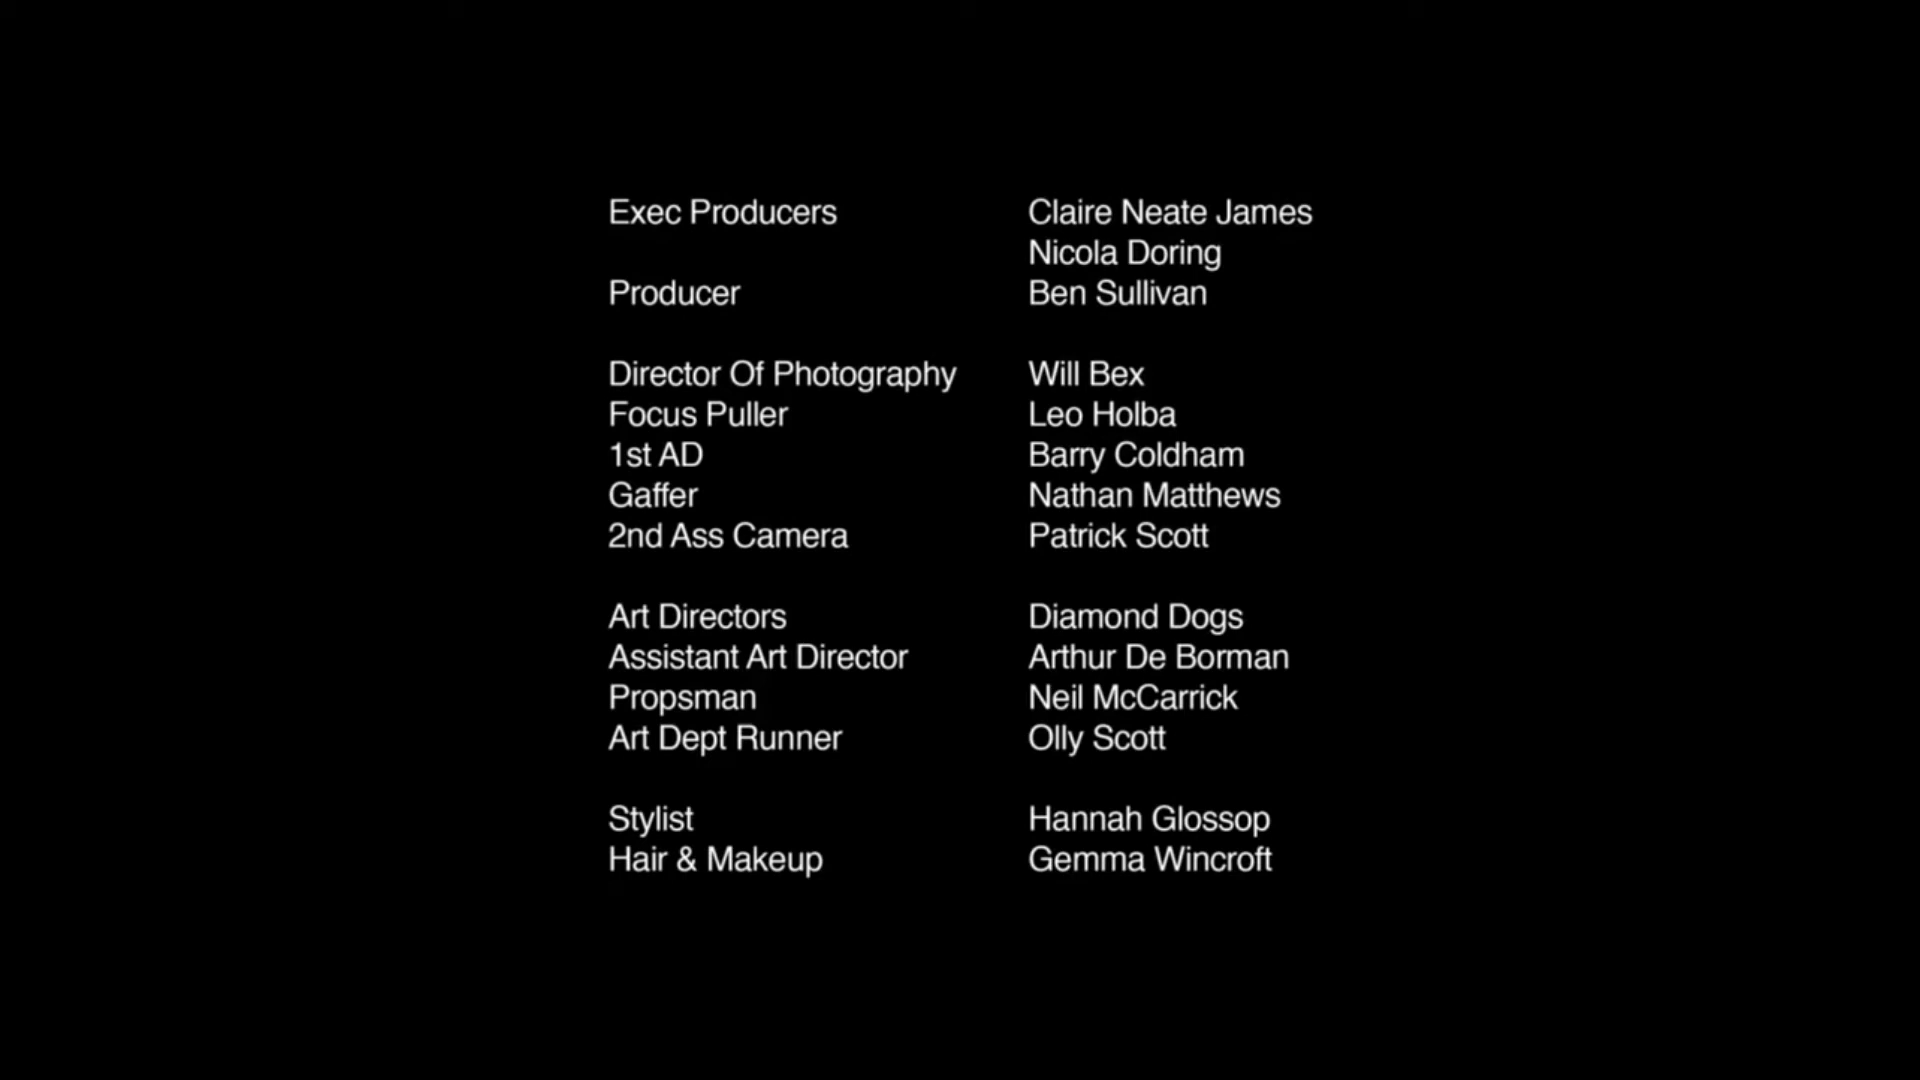 Exec Producers Claire Neate James
Nicola Doring
Producer Ben Sullivan
Director Of Photography Will Bex
Focus Puller Leo Holba
1st AD Barry Coldham
Gaffer Nathan Matthews
2nd Ass Camera Patrick Scott
Art Directors Diamond Dogs
Assistant Art Director Arthur De Borman
Propsman Neil McCarrick
Art Dept Runner Olly Scott
Stylist Hannah Glossop
Hair & Makeup Gemma Wincroft